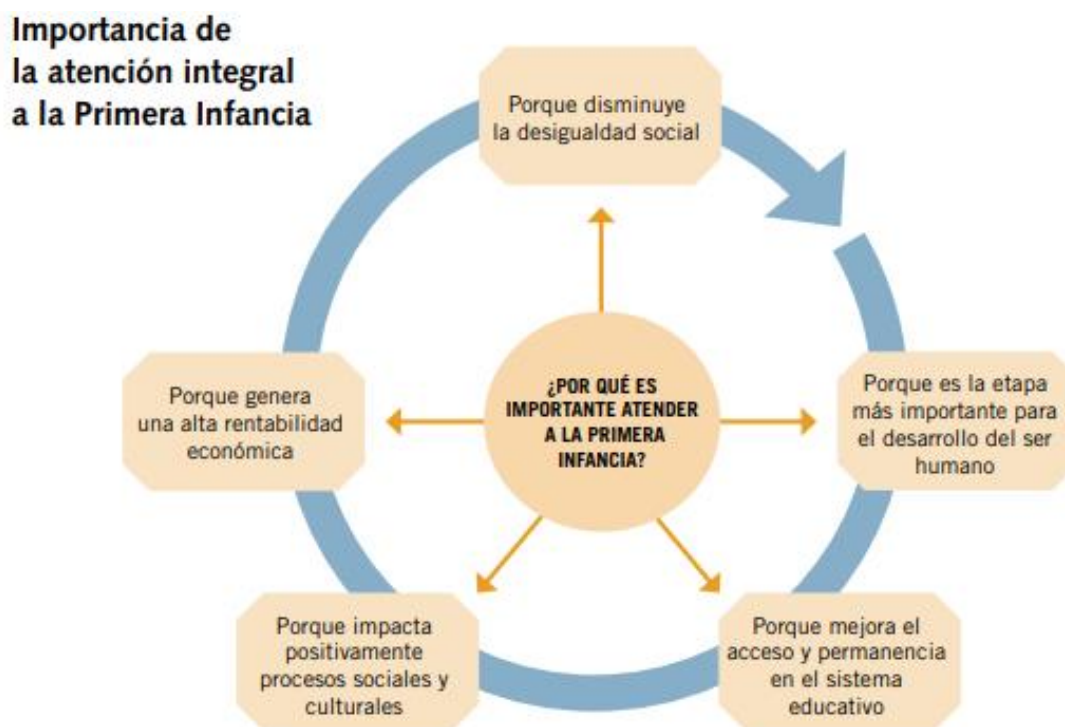 Importancia de
la atención integral
a la Primera Infancia
Porque disminuye
la desigualdad social
¿POR QUÉ ES
IMPORTANTE ATENDER
A LA PRIMERA
INFANCIA?
Porque es la etapa
más importante para
el desarrollo del ser
humano
Porque mejora el
acceso y permanencia
en el sistema
educativo
Porque impacta
positivamente
procesos sociales y
culturales
Porque genera
una alta rentabilidad
económica